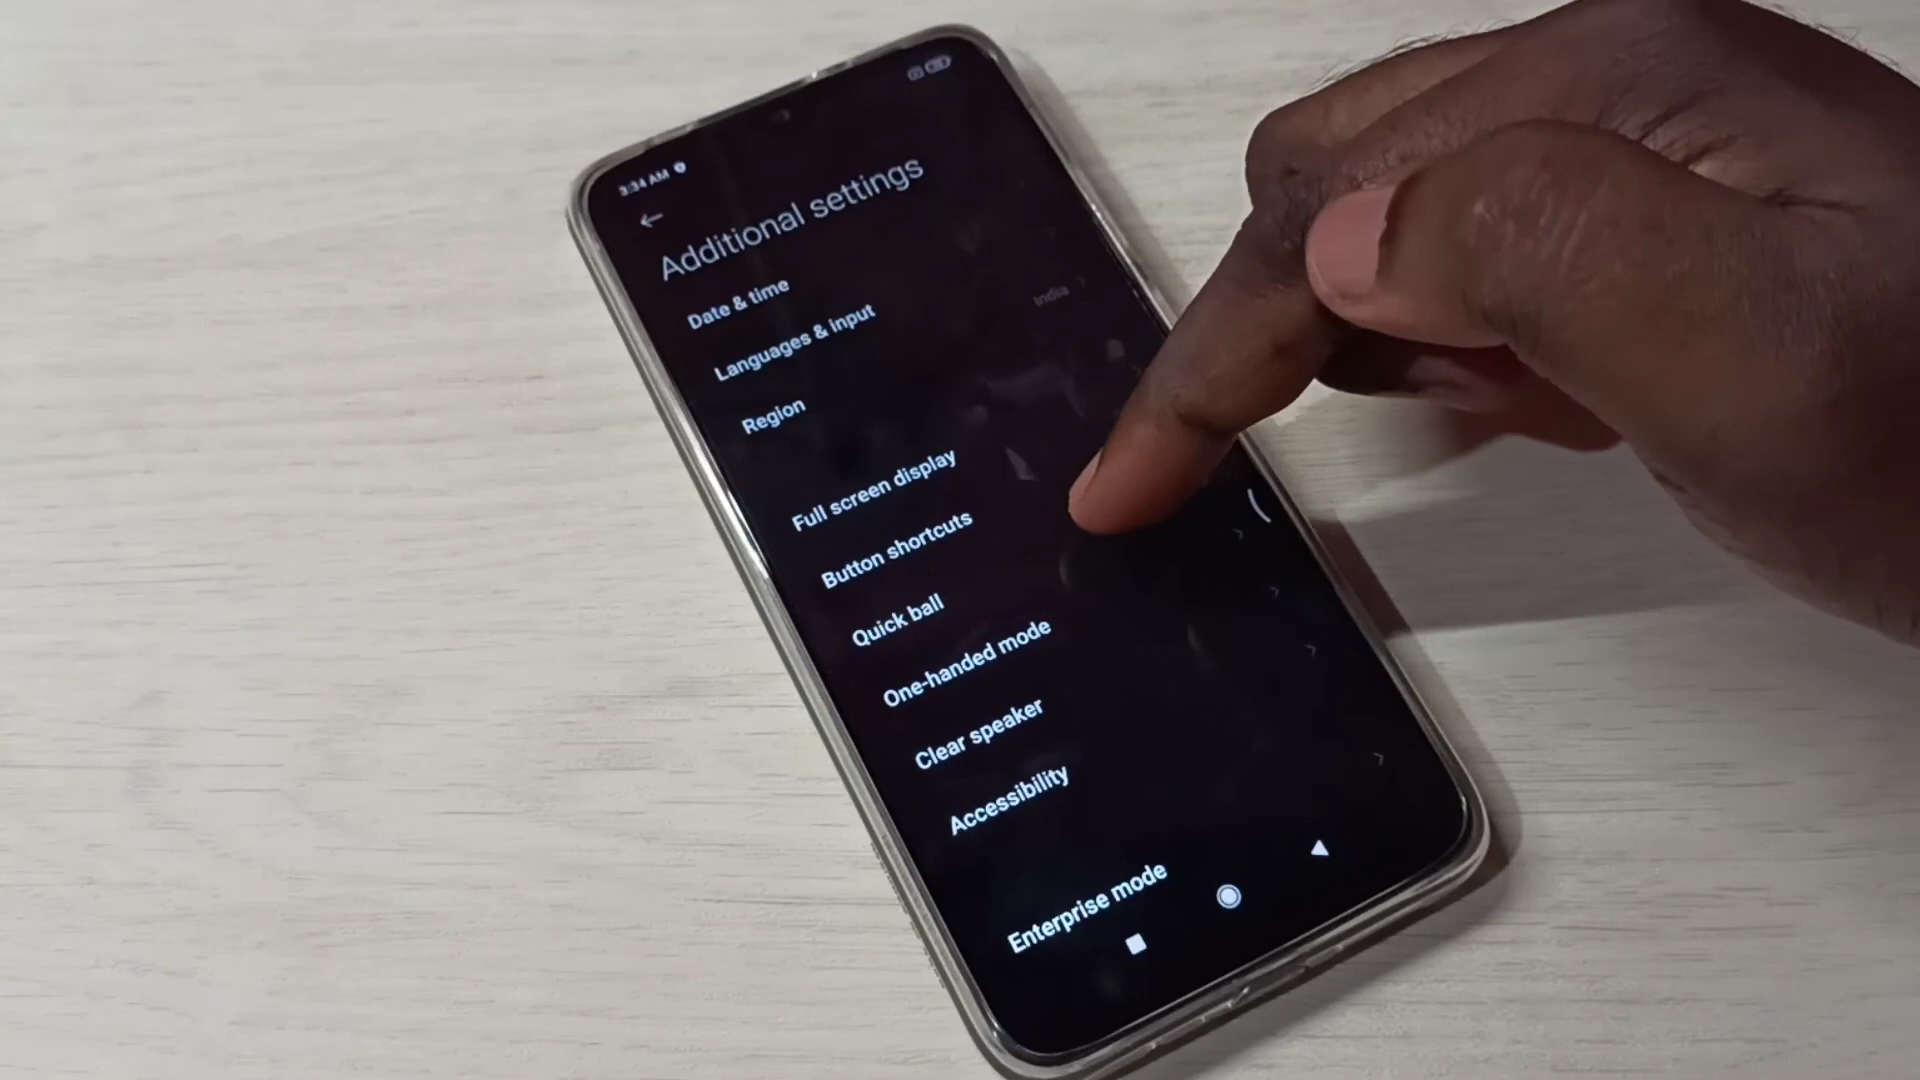 3:34 AM
Additional settings
Date & time
Languages & input
Region
India
Full screen display
Button shortcuts
Quick ball
One-handed mode
Clear speaker
Accessibility
Enterprise mode